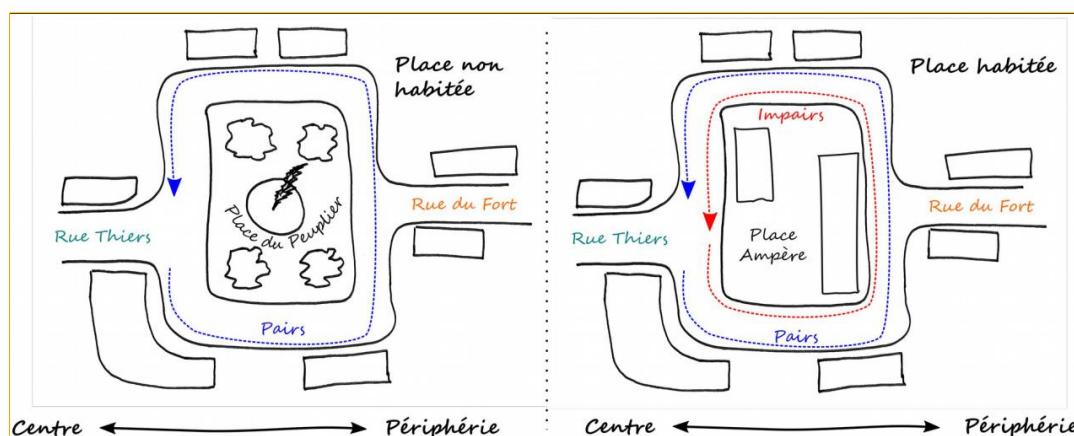 Place non
habitée
Rue Thiers
Place du Peuplier
Rue du Fort
Pairs
Centre
Périphérie
Place habitée
Impairs
Rue Thiers
Place
Ampère
Rue du Fort
Pairs
Centre
Périphérie